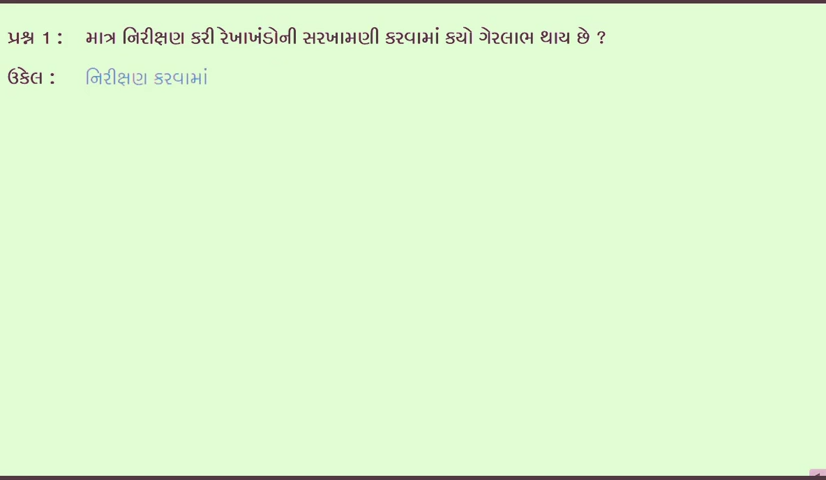 પ્રશ્ન 1 : માત્ર નિરીક્ષણ કરી રેખાખંડોની સરખામણી કરવામાં કયો ગેરલાભ થાય છે ?
ઉકેલ : નિરીક્ષણ કરવામાં